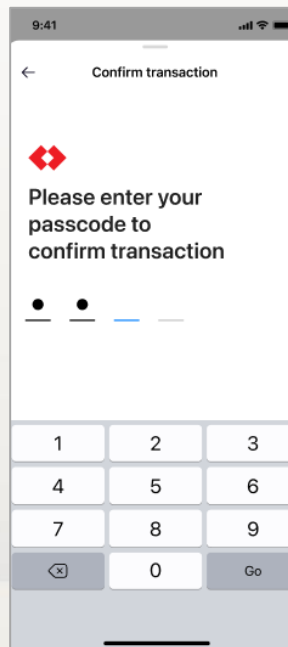 9:41
Confirm transaction
Please enter your
passcode to
confirm transaction
1 2 3
4 5 6
7 8 9
0 Go